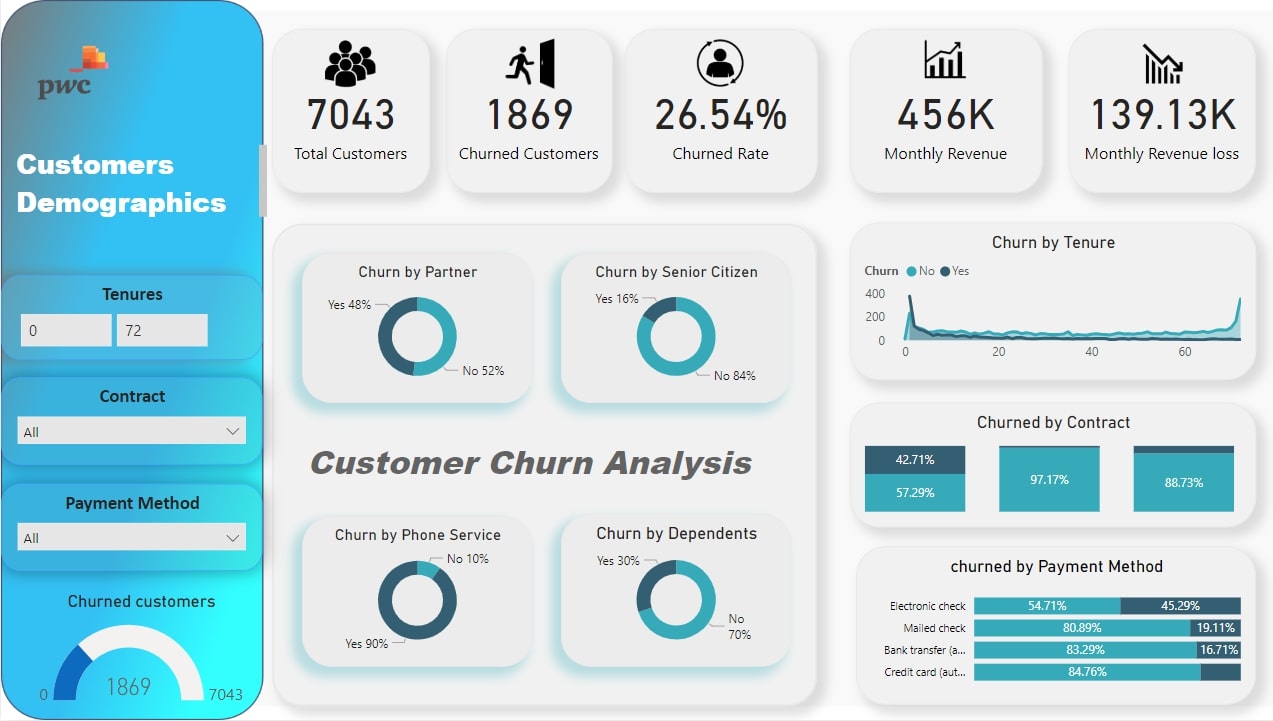 pwc
Customers
Demographics
Tenures
0
72
Contract
All
Payment Method
All
Churned customers
0
1869
7043
7043
Total Customers
1869
Churned Customers
26.54%
Churned Rate
456K
Monthly Revenue
139.13K
Monthly Revenue loss
Churn by Partner
Yes 48%
No 52%
Churn by Senior Citizen
Yes 16%
No 84%
Customer Churn Analysis
Churn by Phone Service
No 10%
Yes 90%
Churn by Dependents
Yes 30%
No
70%
Churn by Tenure
Churn No Yes
400
200
0
0 20 40 60
Churned by Contract
42.71%
57.29%
97.17%
88.73%
churned by Payment Method
Electronic check 54.71% 45.29%
Mailed check 80.89% 19.11%
Bank transfer (a... 83.29% 16.71%
Credit card (aut... 84.76%